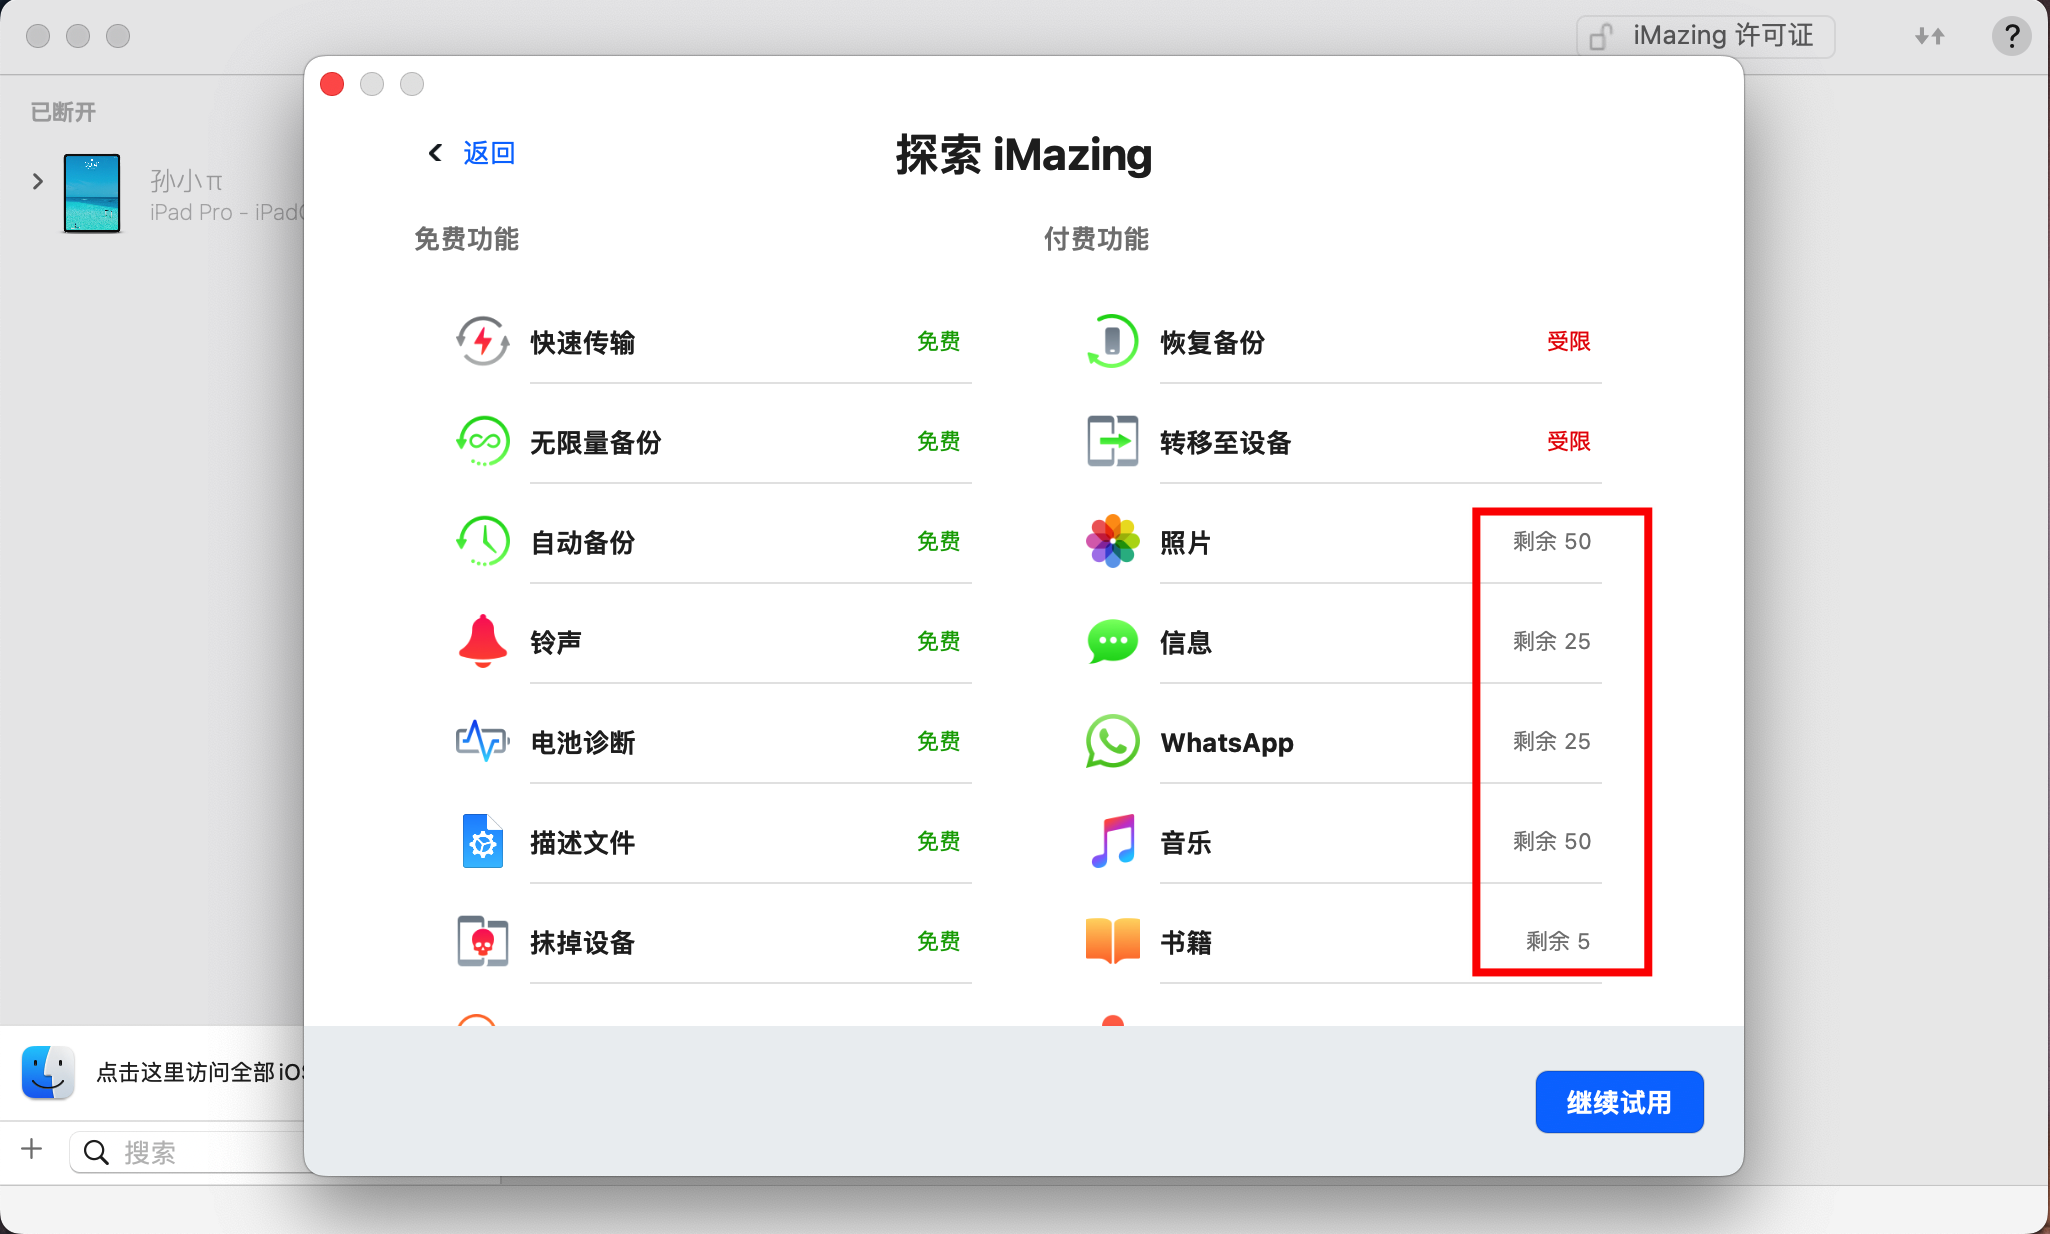 iMazing 许可证
?
已断开
孙小π
iPad Pro - iPad
返回
探索 iMazing
免费功能
付费功能
快速传输 免费
恢复备份 受限
无限量备份 免费
转移至设备 受限
自动备份 免费
照片 剩余 50
铃声 免费
信息 剩余 25
电池诊断 免费
WhatsApp 剩余 25
描述文件 免费
音乐 剩余 50
抹掉设备 免费
书籍 剩余 5
点击这里访问全部 iOS
继续试用
搜索